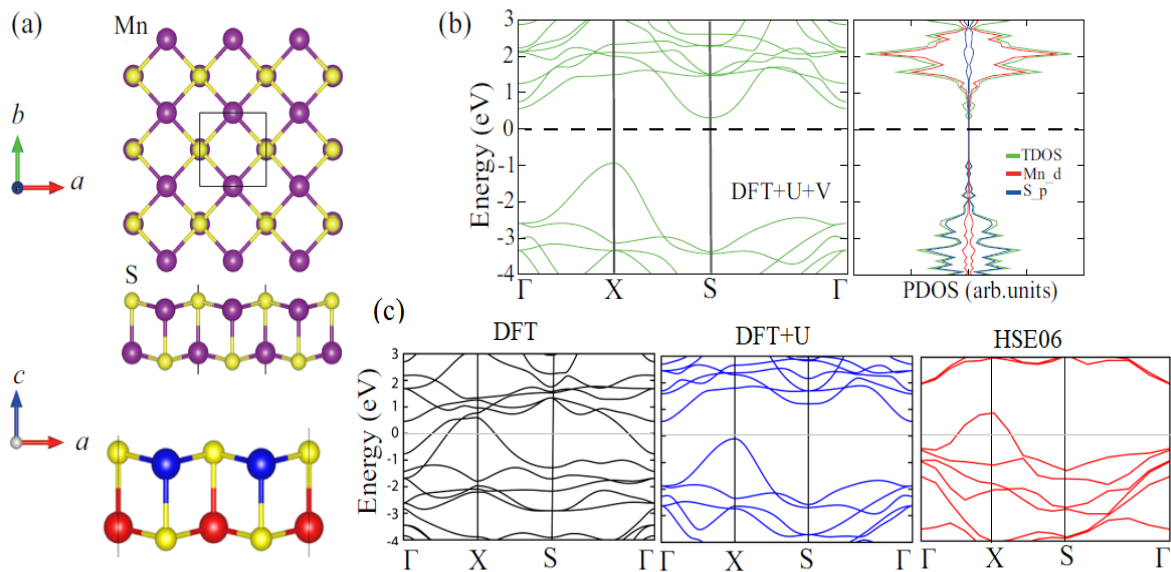 (a)
Mn
b
a
S
c
a
(b)
Energy (eV)
3
2
1
0
-1
-2
-3
-4
DFT+U+V
Γ X S Γ
TDOS
Mn_d
S_p
PDOS (arb.units)
(c)
DFT
Energy (eV)
3
2
1
0
-1
-2
-3
-4
Γ X S Γ
DFT+U
Γ X S Γ
HSE06
Γ X S Γ